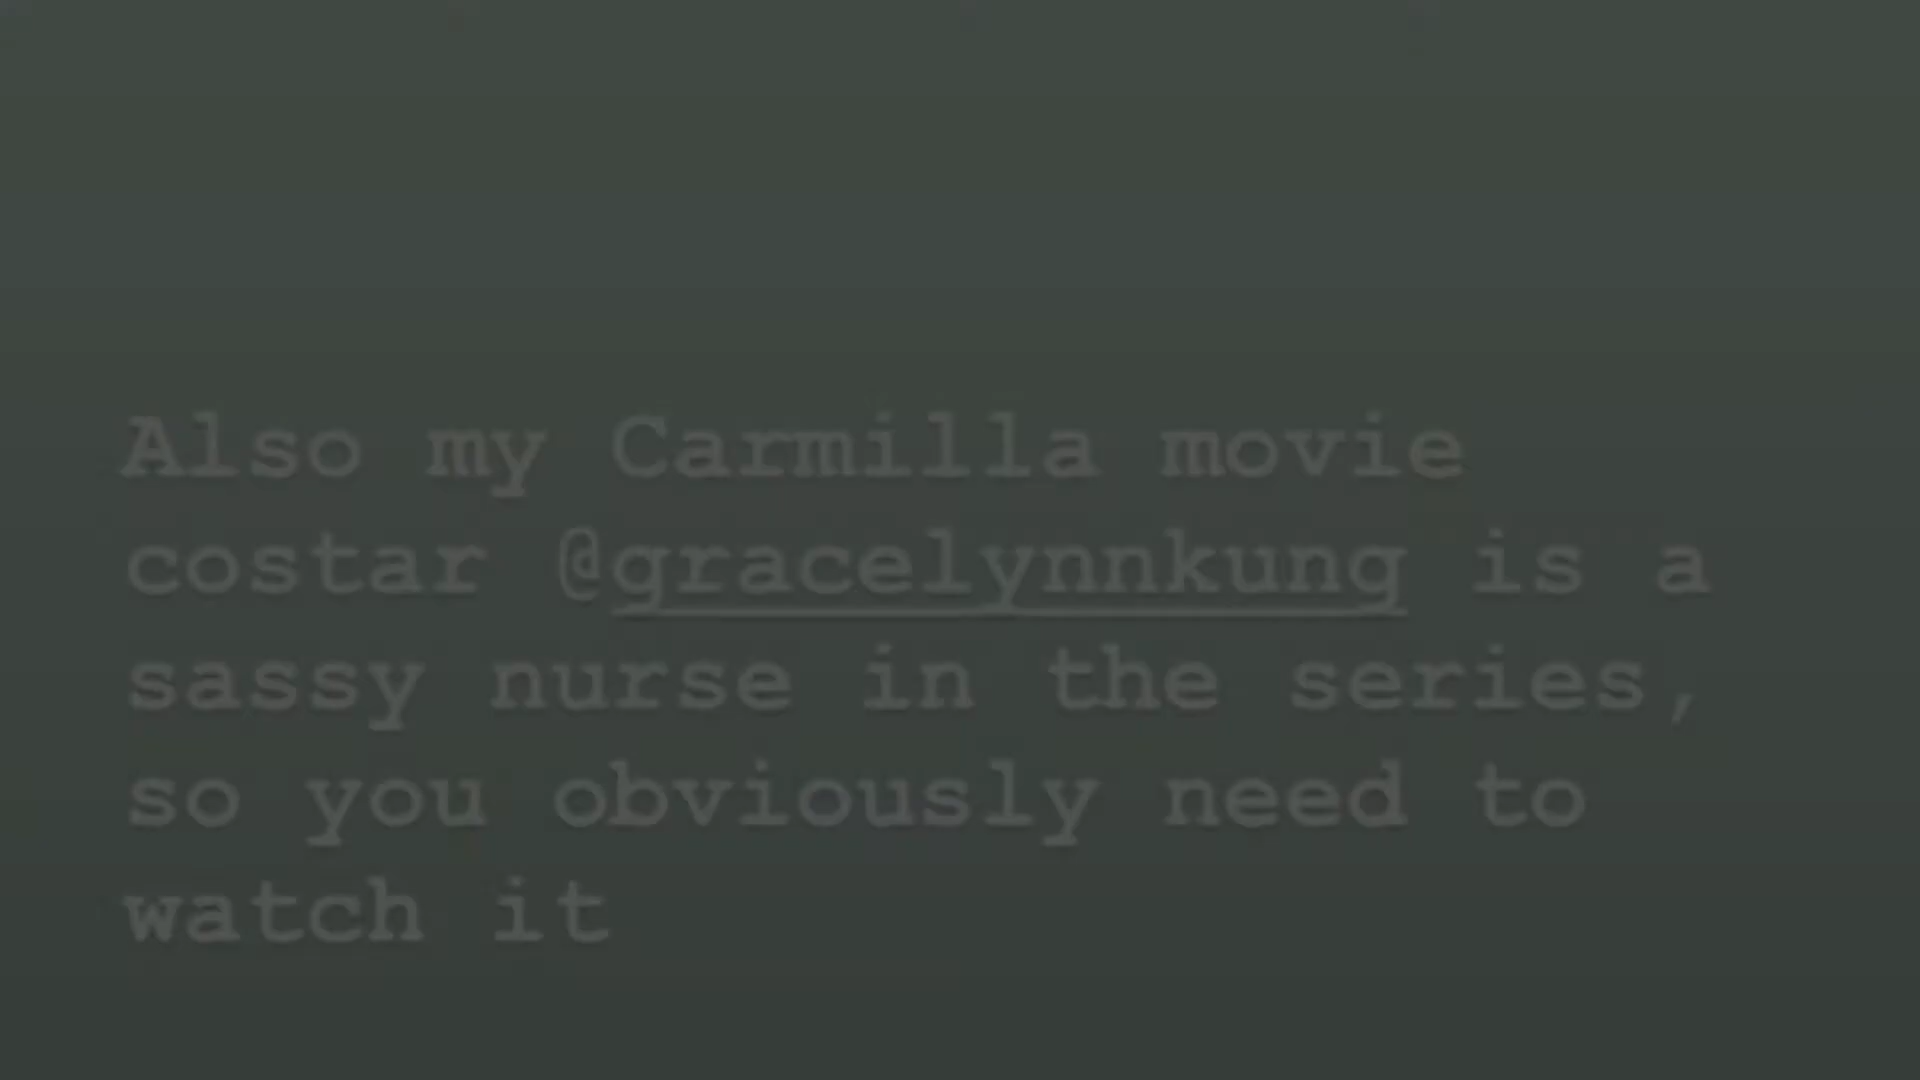 Also my Carmilla movie
costar @gracelynnkung is a
sassy nurse in the series,
so you obviously need to
watch it